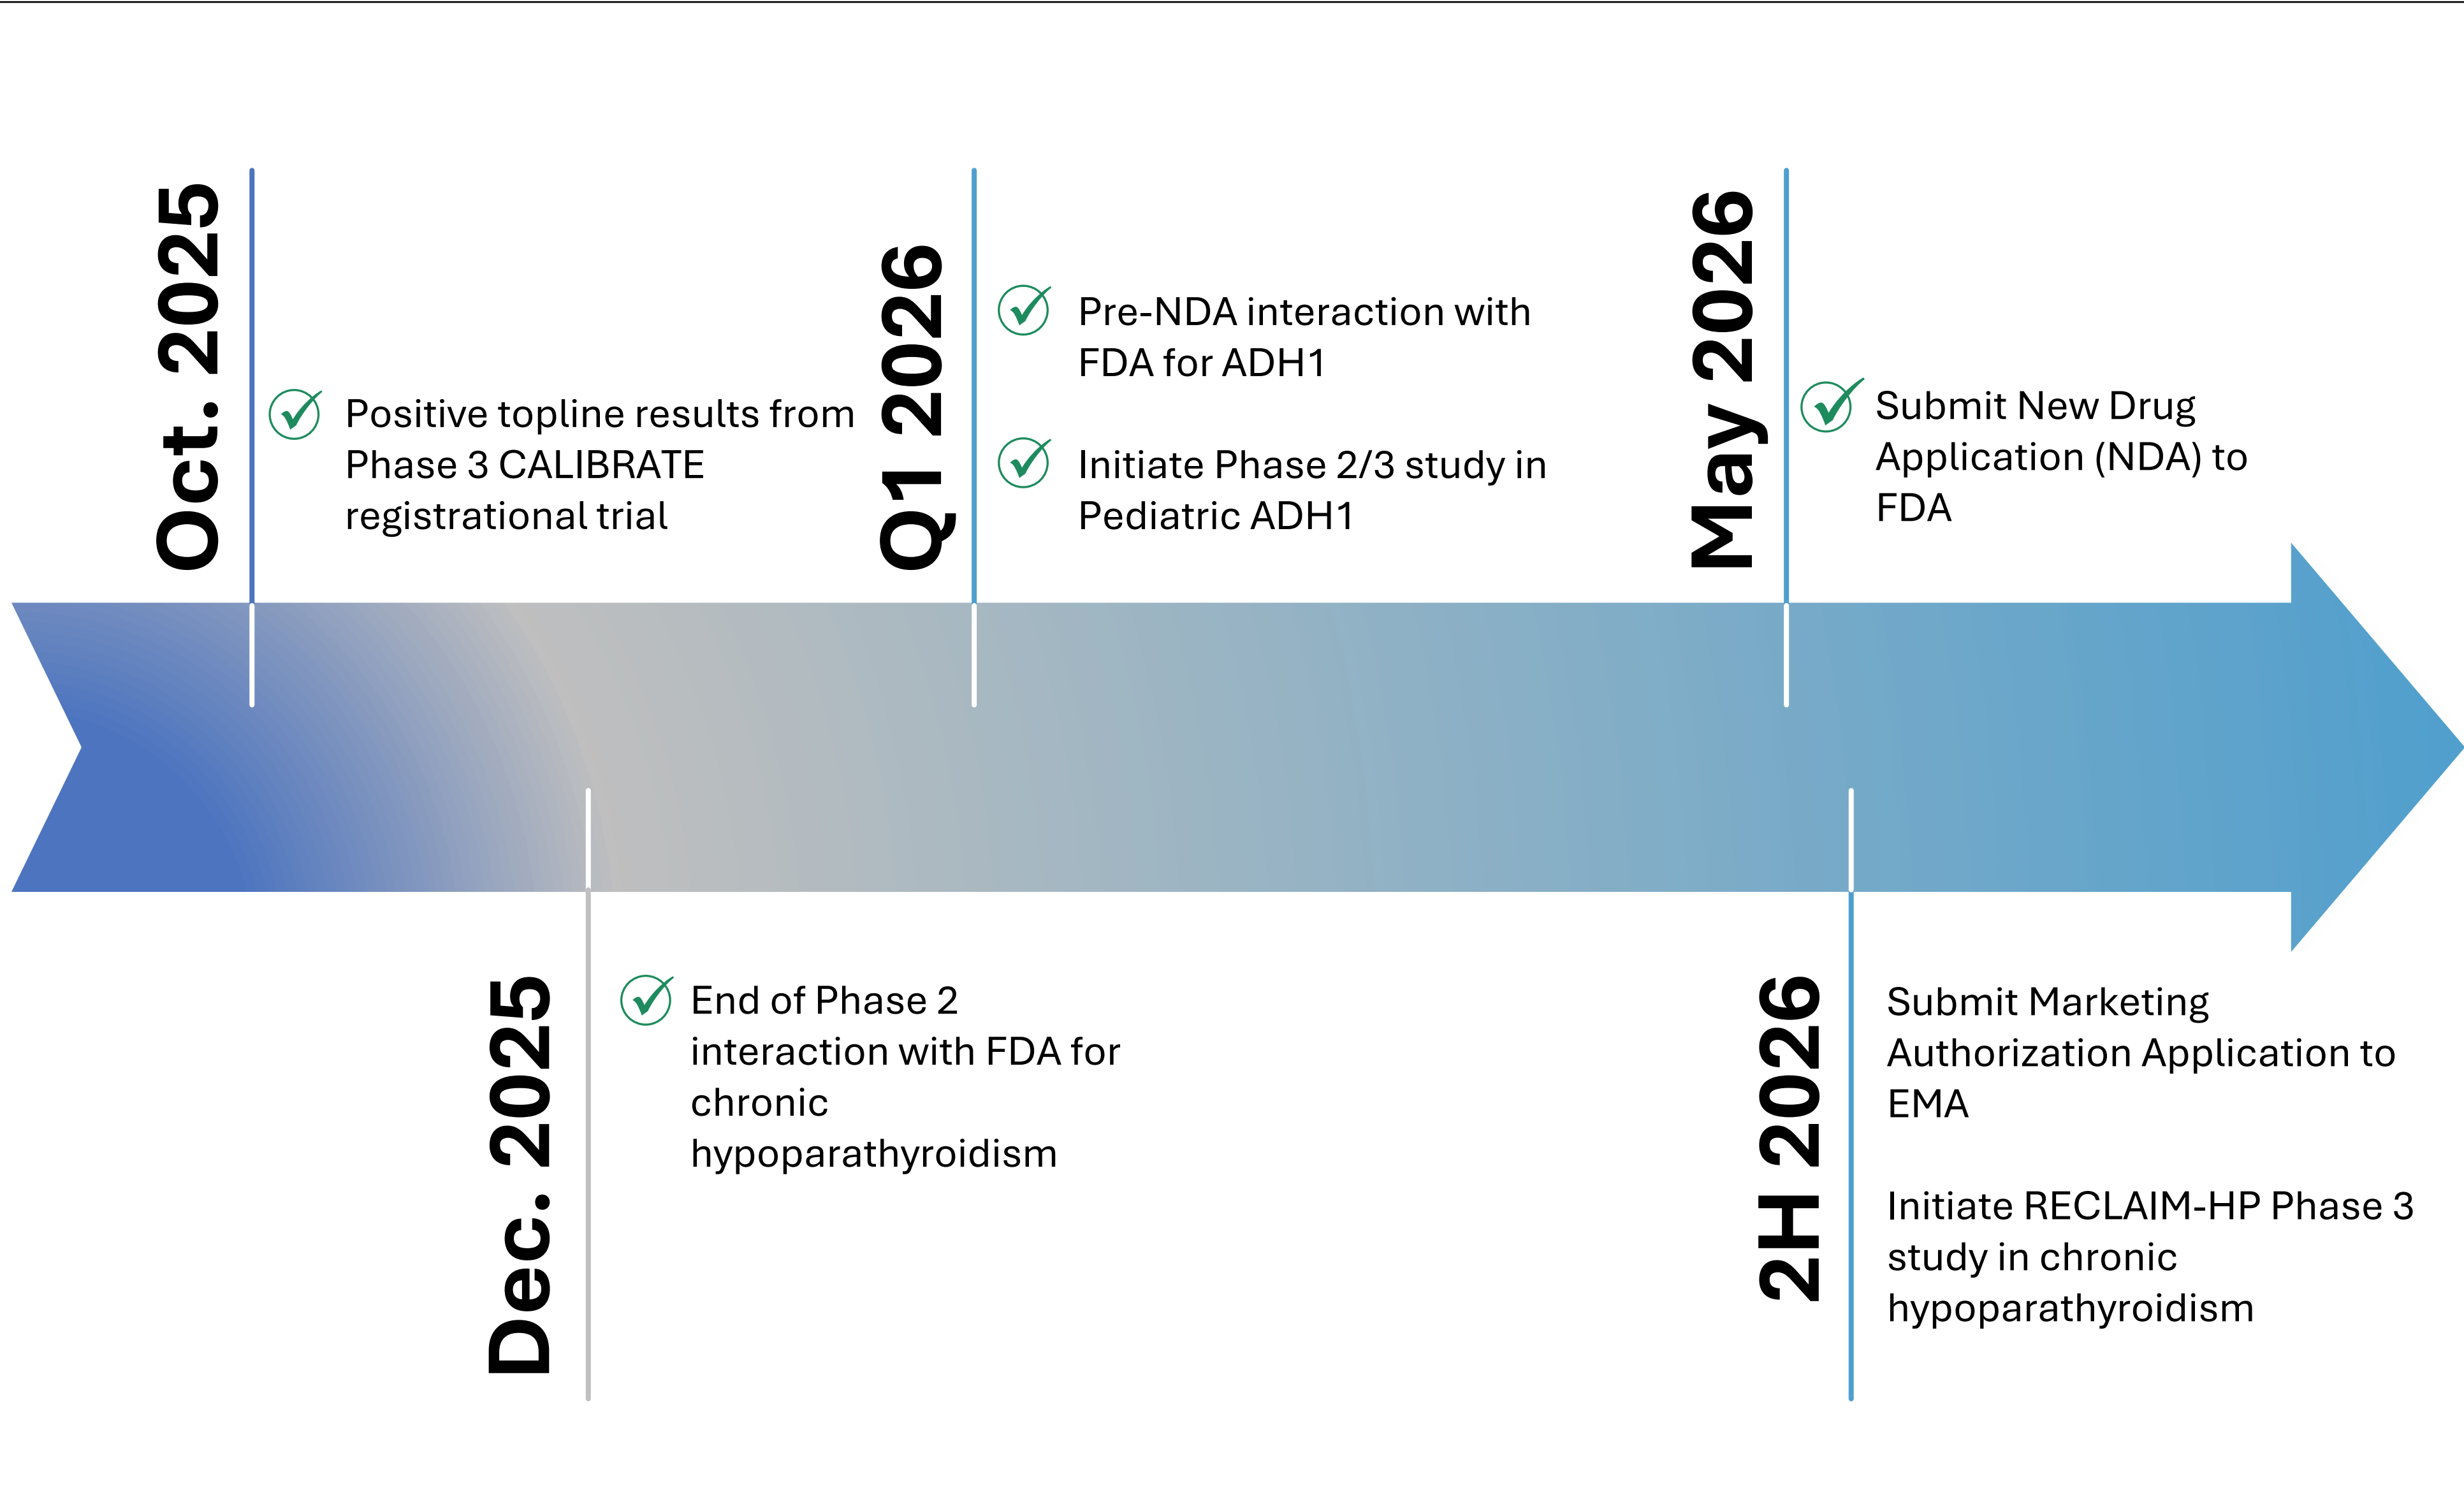 Oct. 2025
Positive topline results from
Phase 3 CALIBRATE
registrational trial
Q1 2026
Pre-NDA interaction with
FDA for ADH1
Initiate Phase 2/3 study in
Pediatric ADH1
May 2026
Submit New Drug
Application (NDA) to
FDA
Dec. 2025
End of Phase 2
interaction with FDA for
chronic
hypoparathyroidism
2H 2026
Submit Marketing
Authorization Application to
EMA
Initiate RECLAIM-HP Phase 3
study in chronic
hypoparathyroidism